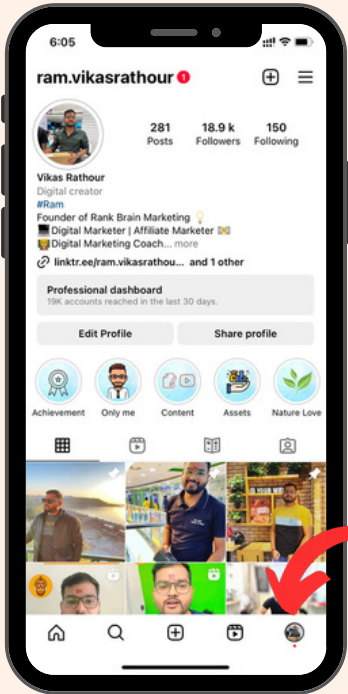 6:05
ram.vikasrathour 1
281 18.9 k 150
Posts Followers Following
Vikas Rathour
Digital creator
#Ram
Founder of Rank Brain Marketing
Digital Marketer | Affiliate Marketer
Digital Marketing Coach... more
linktr.ee/ram.vikasrathou... and 1 other
Professional dashboard
19K accounts reached in the last 30 days.
Edit Profile Share profile
Achievement Only me Content Assets Nature Love